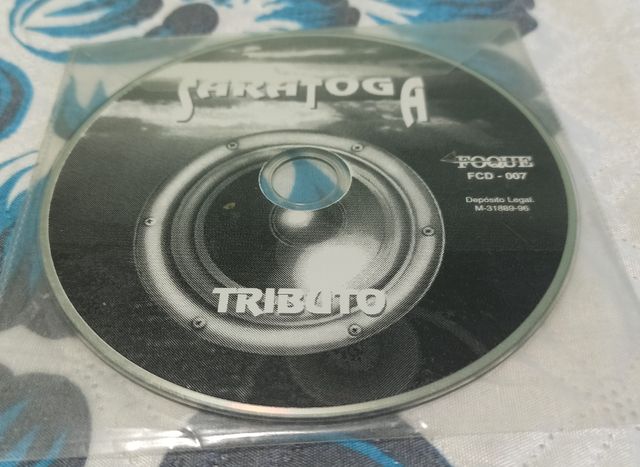 SARATOGA
FOQUE
FCD - 007
Depósito Legal.
M-31889-96
TRIBUTO